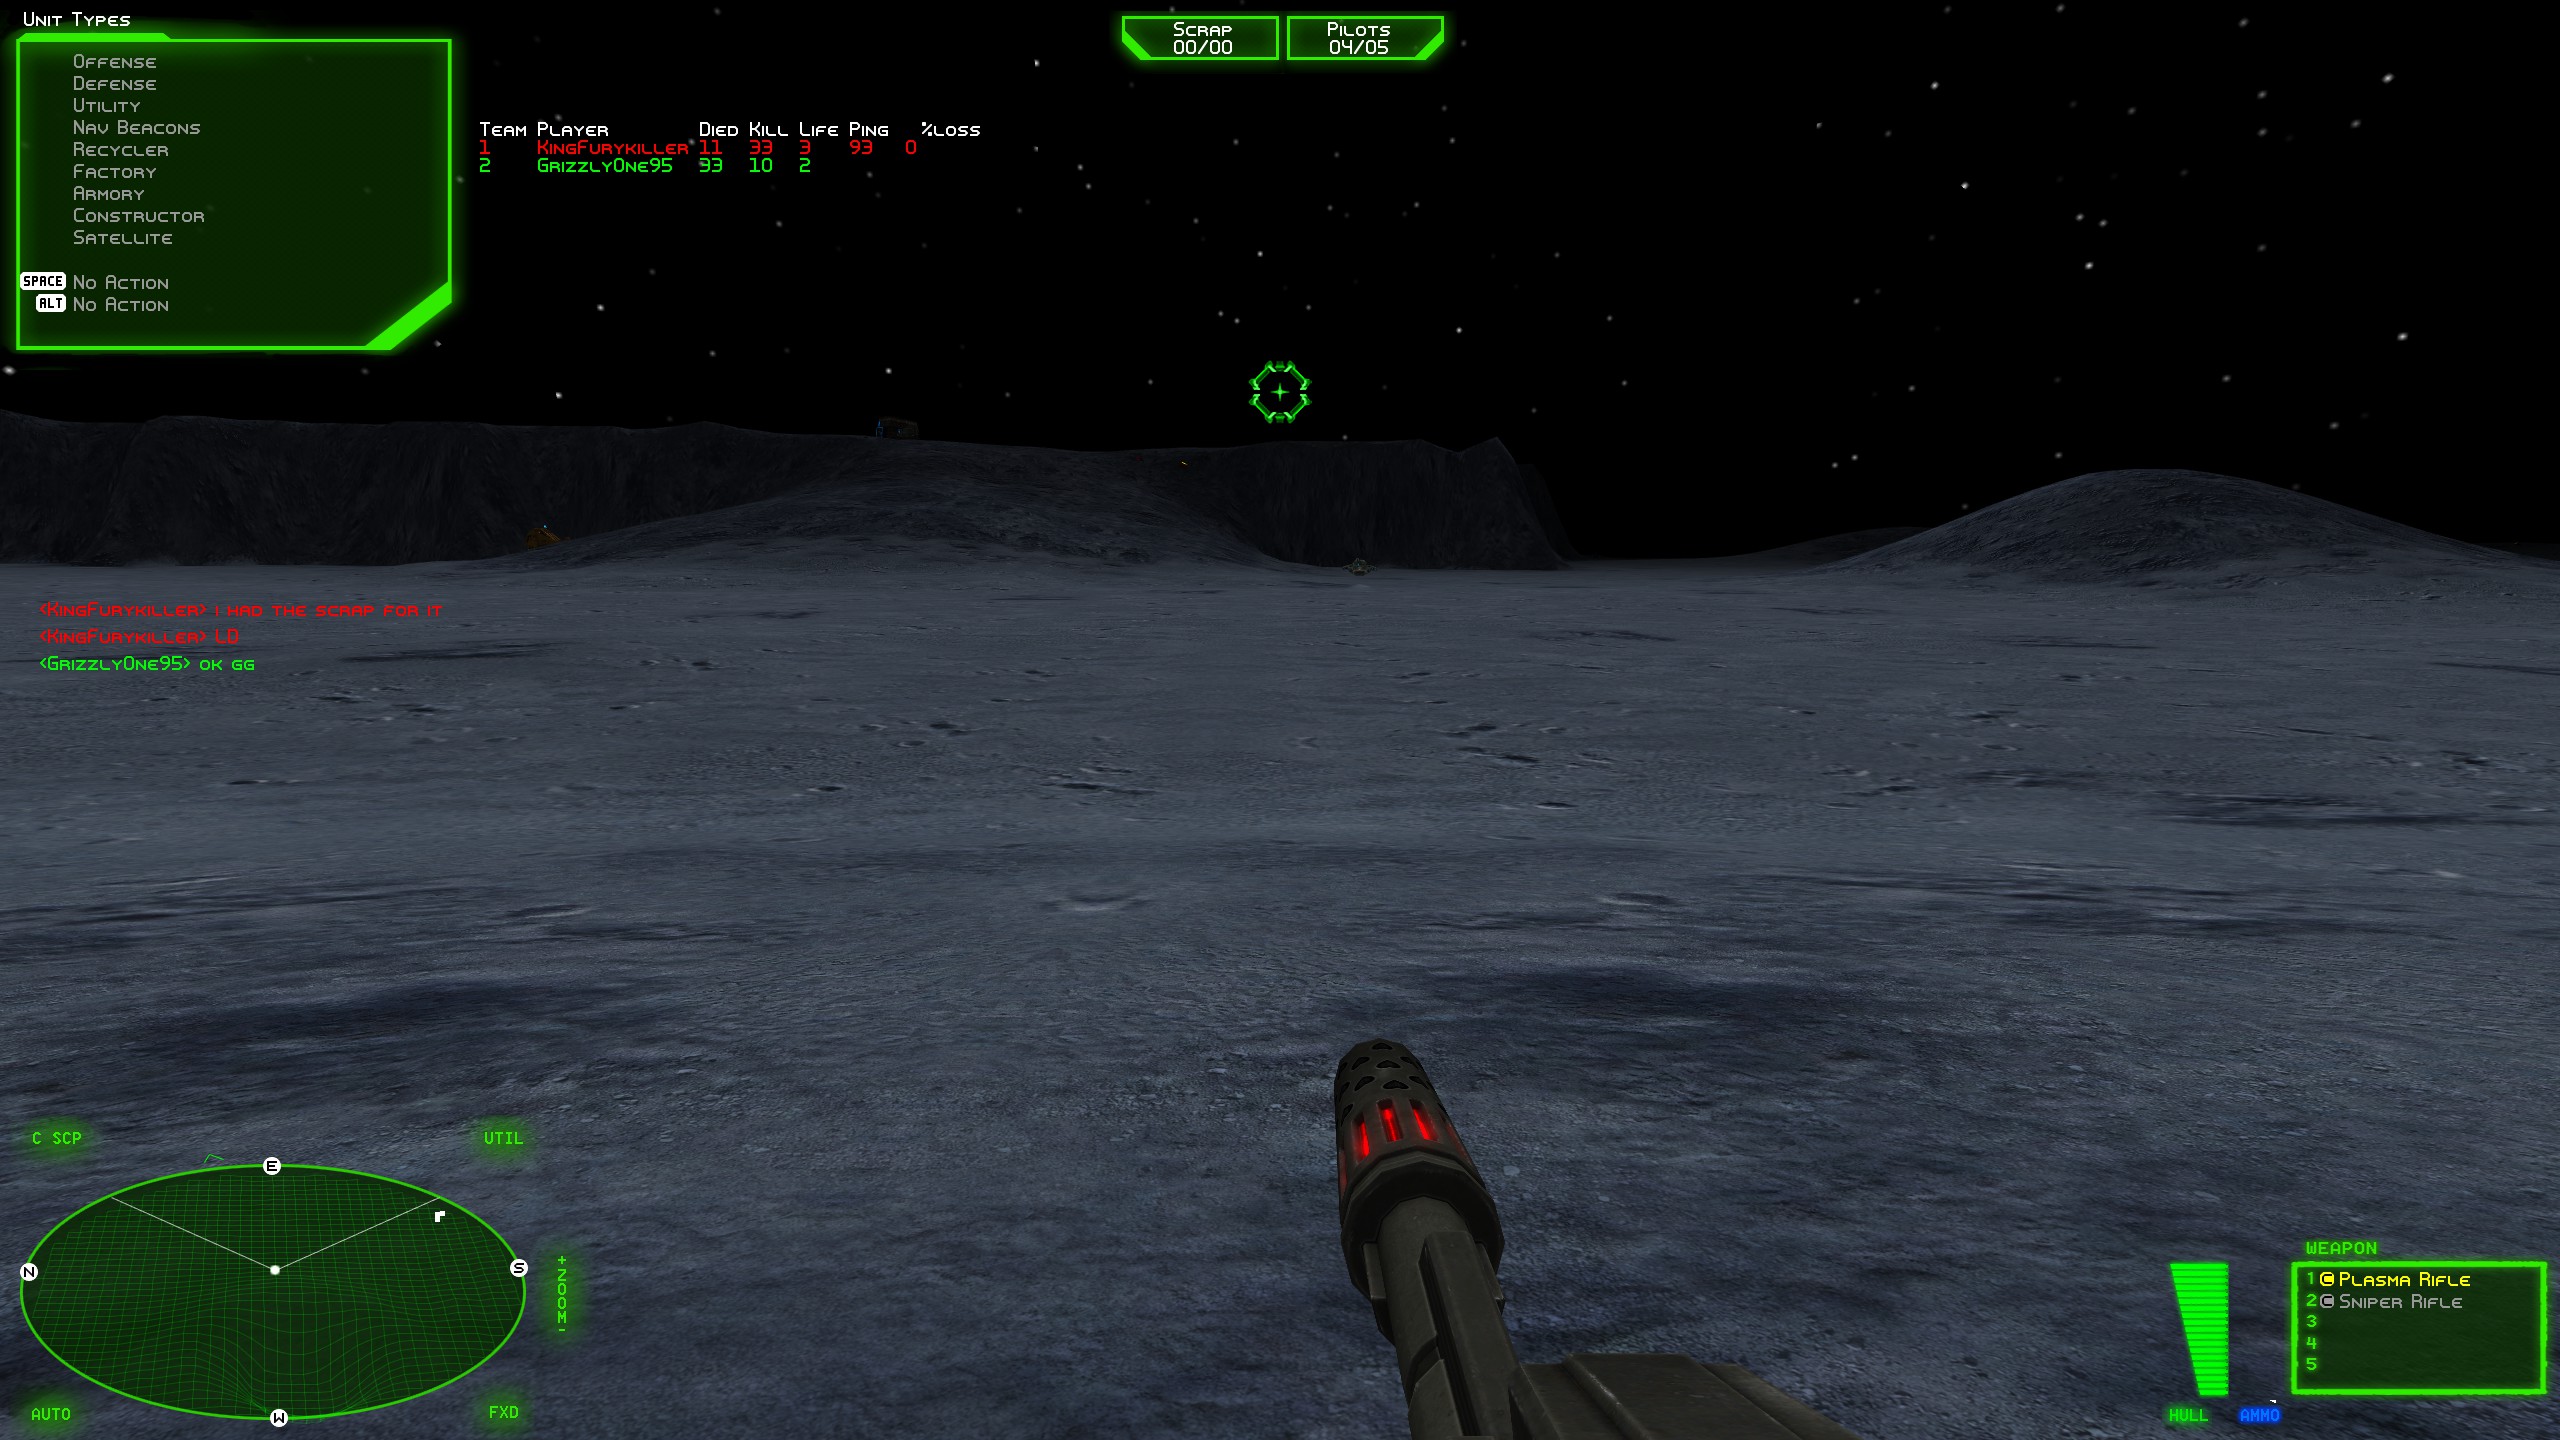 Unit Types
Offense
Defense
Utility
Nav Beacons
Recycler
Factory
Armory
Constructor
Satellite
SPACE No Action
ALT No Action
Scrap
00/00
Pilots
04/05
Team Player Died Kill Life Ping %loss
1 KingFurykiller 11 33 3 93 0
2 GrizzlyOne95 33 10 2
<KingFurykiller> i had the scrap for it
<KingFurykiller> LD
<GrizzlyOne95> ok gg
C SCP
UTIL
E
N
S
W
+ZOOM-
AUTO
FXD
WEAPON
1 C Plasma Rifle
2 C Sniper Rifle
3
4
5
HULL
AMMO